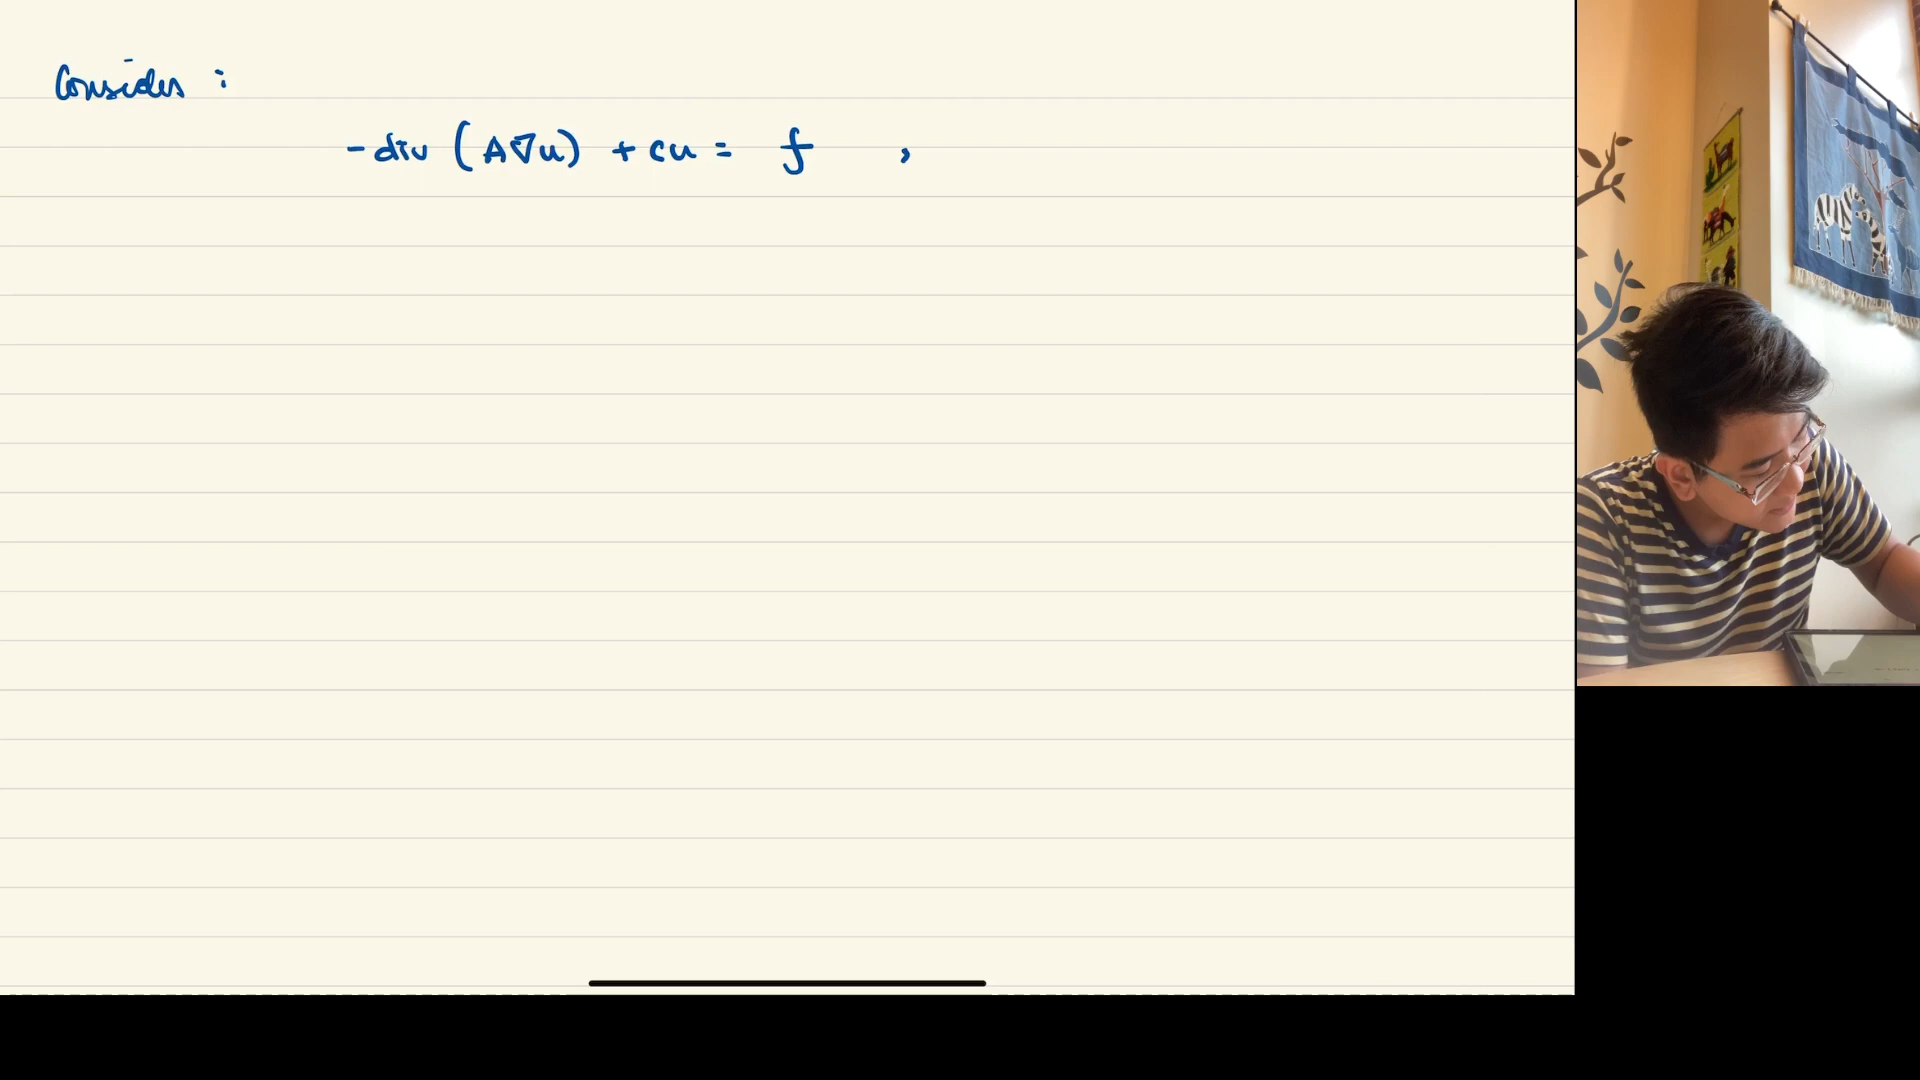 Consider :
-div (A∇u) + cu = f ,